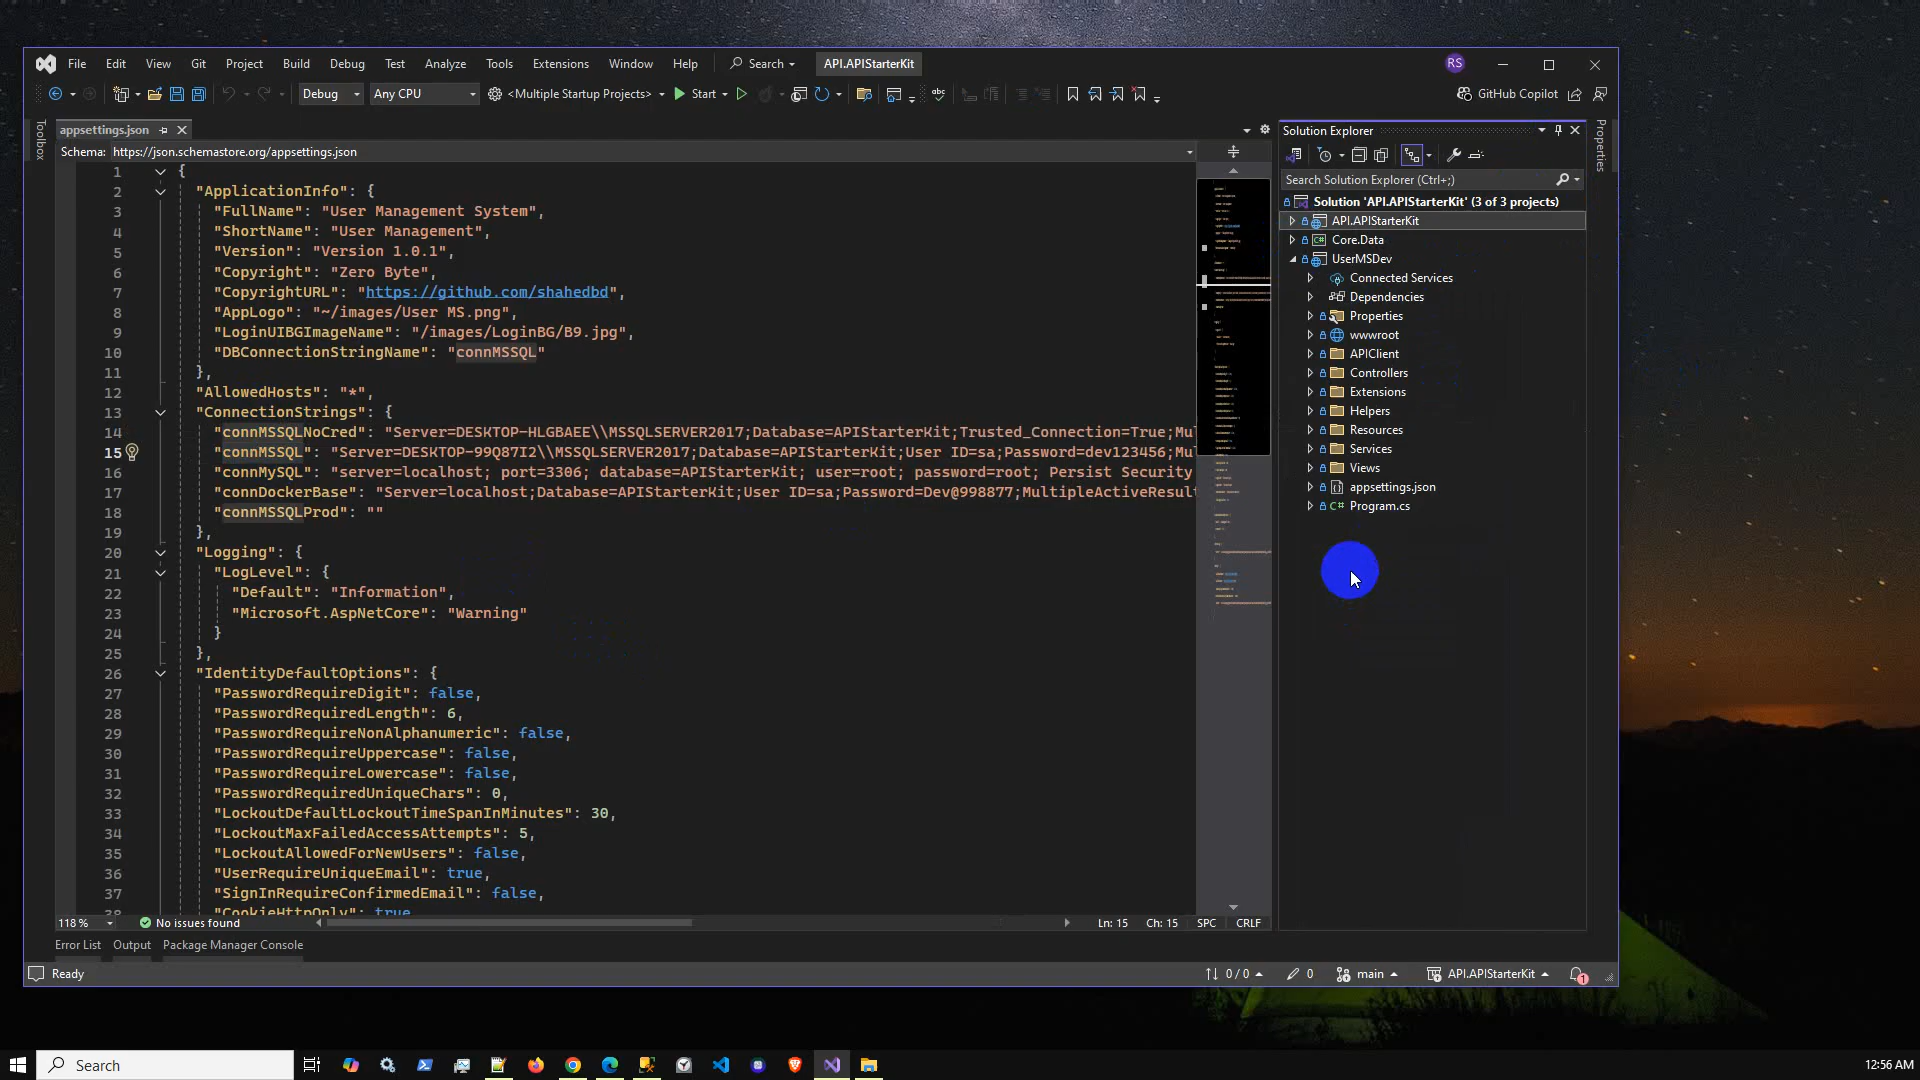 File Edit View Git Project Build Debug Test Analyze Tools Extensions Window Help Search API.APIStarterKit RS
Debug Any CPU <Multiple Startup Projects> Start GitHub Copilot
Toolbox
appsettings.json
Schema: https://json.schemastore.org/appsettings.json
1 {
2 "ApplicationInfo": {
3 "FullName": "User Management System",
4 "ShortName": "User Management",
5 "Version": "Version 1.0.1",
6 "Copyright": "Zero Byte",
7 "CopyrightURL": "https://github.com/shahedbd",
8 "AppLogo": "~/images/User MS.png",
9 "LoginUIBGImageName": "/images/LoginBG/B9.jpg",
10 "DBConnectionStringName": "connMSSQL"
11 },
12 "AllowedHosts": "*",
13 "ConnectionStrings": {
14 "connMSSQLNoCred": "Server=DESKTOP-HLGBAEE\\MSSQLSERVER2017;Database=APIStarterKit;Trusted_Connection=True;Mul
15 "connMSSQL": "Server=DESKTOP-99Q87I2\\MSSQLSERVER2017;Database=APIStarterKit;User ID=sa;Password=dev123456;Mu
16 "connMySQL": "server=localhost; port=3306; database=APIStarterKit; user=root; password=root; Persist Security
17 "connDockerBase": "Server=localhost;Database=APIStarterKit;User ID=sa;Password=Dev@998877;MultipleActiveResul
18 "connMSSQLProd": ""
19 },
20 "Logging": {
21 "LogLevel": {
22 "Default": "Information",
23 "Microsoft.AspNetCore": "Warning"
24 }
25 },
26 "IdentityDefaultOptions": {
27 "PasswordRequireDigit": false,
28 "PasswordRequiredLength": 6,
29 "PasswordRequireNonAlphanumeric": false,
30 "PasswordRequireUppercase": false,
31 "PasswordRequireLowercase": false,
32 "PasswordRequiredUniqueChars": 0,
33 "LockoutDefaultLockoutTimeSpanInMinutes": 30,
34 "LockoutMaxFailedAccessAttempts": 5,
35 "LockoutAllowedForNewUsers": false,
36 "UserRequireUniqueEmail": true,
37 "SignInRequireConfirmedEmail": false,
38 "CookieHttpOnly": true
118 % No issues found Ln: 15 Ch: 15 SPC CRLF
Error List Output Package Manager Console
Solution Explorer
Search Solution Explorer (Ctrl+;)
Solution 'API.APIStarterKit' (3 of 3 projects)
API.APIStarterKit
C# Core.Data
UserMSDev
Connected Services
Dependencies
Properties
wwwroot
APIClient
Controllers
Extensions
Helpers
Resources
Services
Views
appsettings.json
C# Program.cs
Properties
Ready 0 / 0 0 main API.APIStarterKit 1
Search 12:56 AM